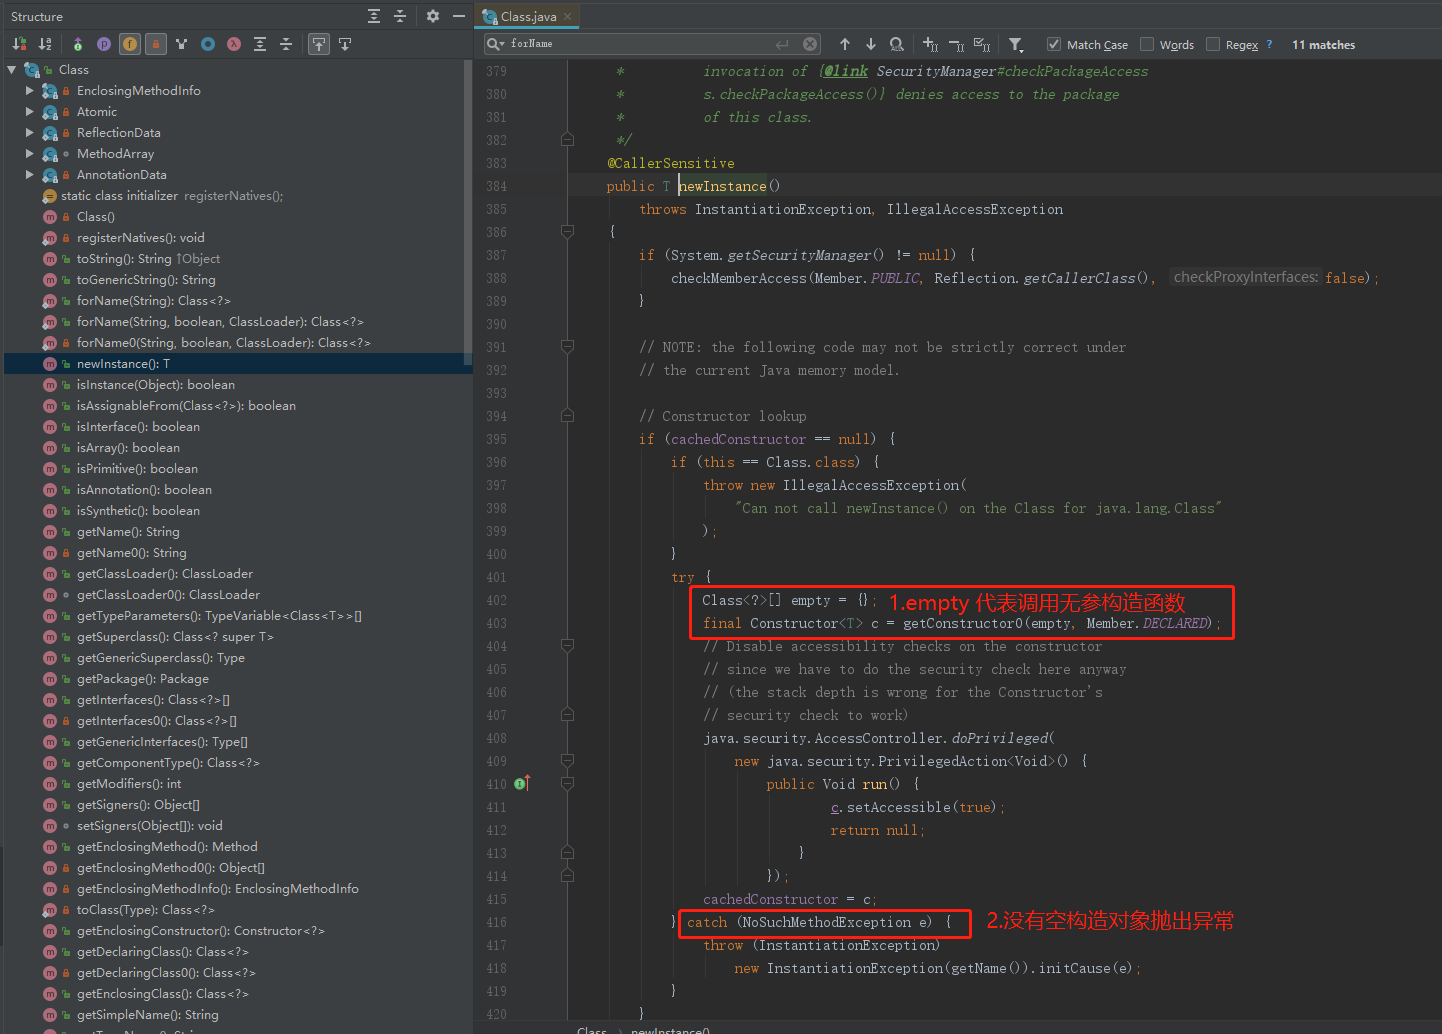 Structure
Class
EnclosingMethodInfo
Atomic
ReflectionData
MethodArray
AnnotationData
static class initializer registerNatives();
Class()
registerNatives(): void
toString(): String ↑Object
toGenericString(): String
forName(String): Class<?>
forName(String, boolean, ClassLoader): Class<?>
forName0(String, boolean, ClassLoader): Class<?>
newInstance(): T
isInstance(Object): boolean
isAssignableFrom(Class<?>): boolean
isInterface(): boolean
isArray(): boolean
isPrimitive(): boolean
isAnnotation(): boolean
isSynthetic(): boolean
getName(): String
getName0(): String
getClassLoader(): ClassLoader
getClassLoader0(): ClassLoader
getTypeParameters(): TypeVariable<Class<T>>[]
getSuperclass(): Class<? super T>
getGenericSuperclass(): Type
getPackage(): Package
getInterfaces(): Class<?>[]
getInterfaces0(): Class<?>[]
getGenericInterfaces(): Type[]
getComponentType(): Class<?>
getModifiers(): int
getSigners(): Object[]
setSigners(Object[]): void
getEnclosingMethod(): Method
getEnclosingMethod0(): Object[]
getEnclosingMethodInfo(): EnclosingMethodInfo
toClass(Type): Class<?>
getEnclosingConstructor(): Constructor<?>
getDeclaringClass(): Class<?>
getDeclaringClass0(): Class<?>
getEnclosingClass(): Class<?>
getSimpleName(): String
Class.java
forName
Match Case
Words
Regex ?
11 matches
379 * invocation of {@link SecurityManager#checkPackageAccess
380 * s.checkPackageAccess()} denies access to the package
381 * of this class.
382 */
383 @CallerSensitive
384 public T newInstance()
385 throws InstantiationException, IllegalAccessException
386 {
387 if (System.getSecurityManager() != null) {
388 checkMemberAccess(Member.PUBLIC, Reflection.getCallerClass(), checkProxyInterfaces: false);
389 }
390
391 // NOTE: the following code may not be strictly correct under
392 // the current Java memory model.
393
394 // Constructor lookup
395 if (cachedConstructor == null) {
396 if (this == Class.class) {
397 throw new IllegalAccessException(
398 "Can not call newInstance() on the Class for java.lang.Class"
399 );
400 }
401 try {
402 Class<?>[] empty = {}; 1.empty 代表调用无参构造函数
403 final Constructor<T> c = getConstructor0(empty, Member.DECLARED);
404 // Disable accessibility checks on the constructor
405 // since we have to do the security check here anyway
406 // (the stack depth is wrong for the Constructor's
407 // security check to work)
408 java.security.AccessController.doPrivileged(
409 new java.security.PrivilegedAction<Void>() {
410 public Void run() {
411 c.setAccessible(true);
412 return null;
413 }
414 });
415 cachedConstructor = c;
416 } catch (NoSuchMethodException e) { 2.没有空构造对象抛出异常
417 throw (InstantiationException)
418 new InstantiationException(getName()).initCause(e);
419 }
420 }
Class › newInstance()